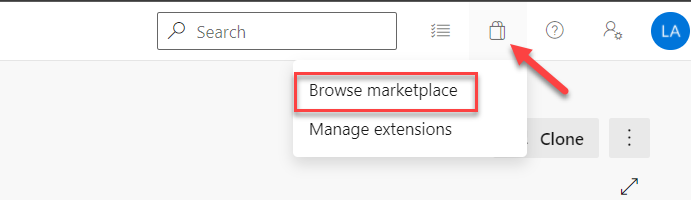 Search
LA
Browse marketplace
Manage extensions
Clone